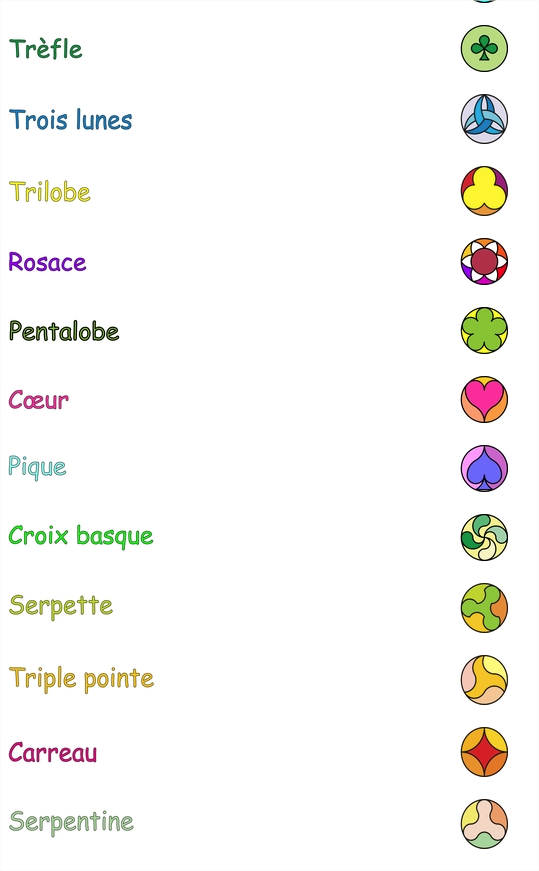 Trèfle
Trois lunes
Trilobe
Rosace
Pentalobe
Cœur
Pique
Croix basque
Serpette
Triple pointe
Carreau
Serpentine